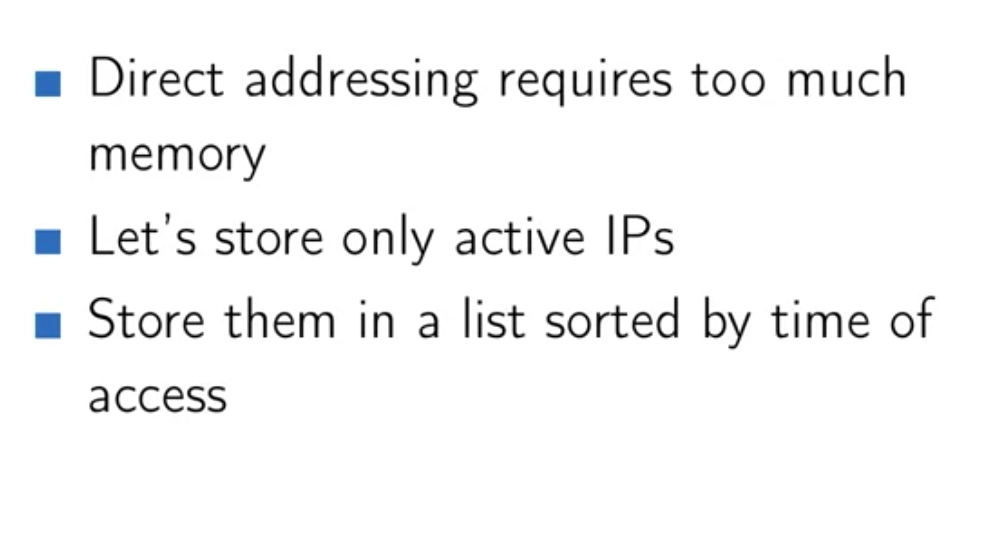 Direct addressing requires too much
memory
Let's store only active IPs
Store them in a list sorted by time of
access